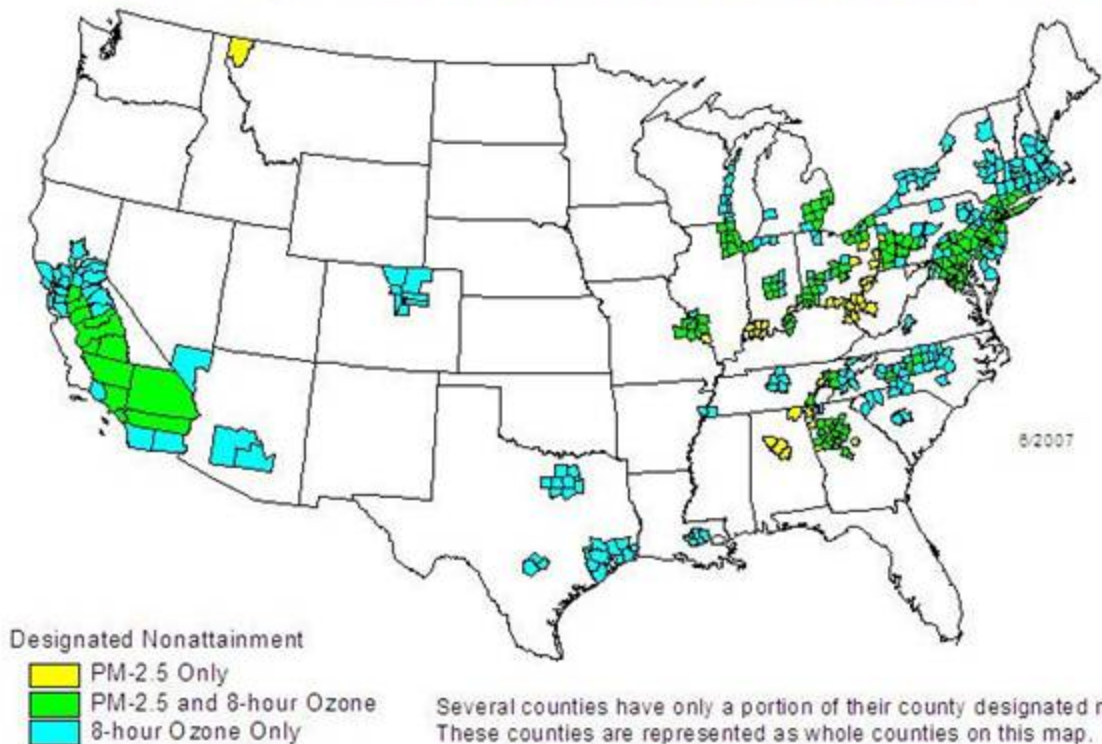 6/2007
Designated Nonattainment
PM-2.5 Only
PM-2.5 and 8-hour Ozone
8-hour Ozone Only
Several counties have only a portion of their county designated
These counties are represented as whole counties on this map.